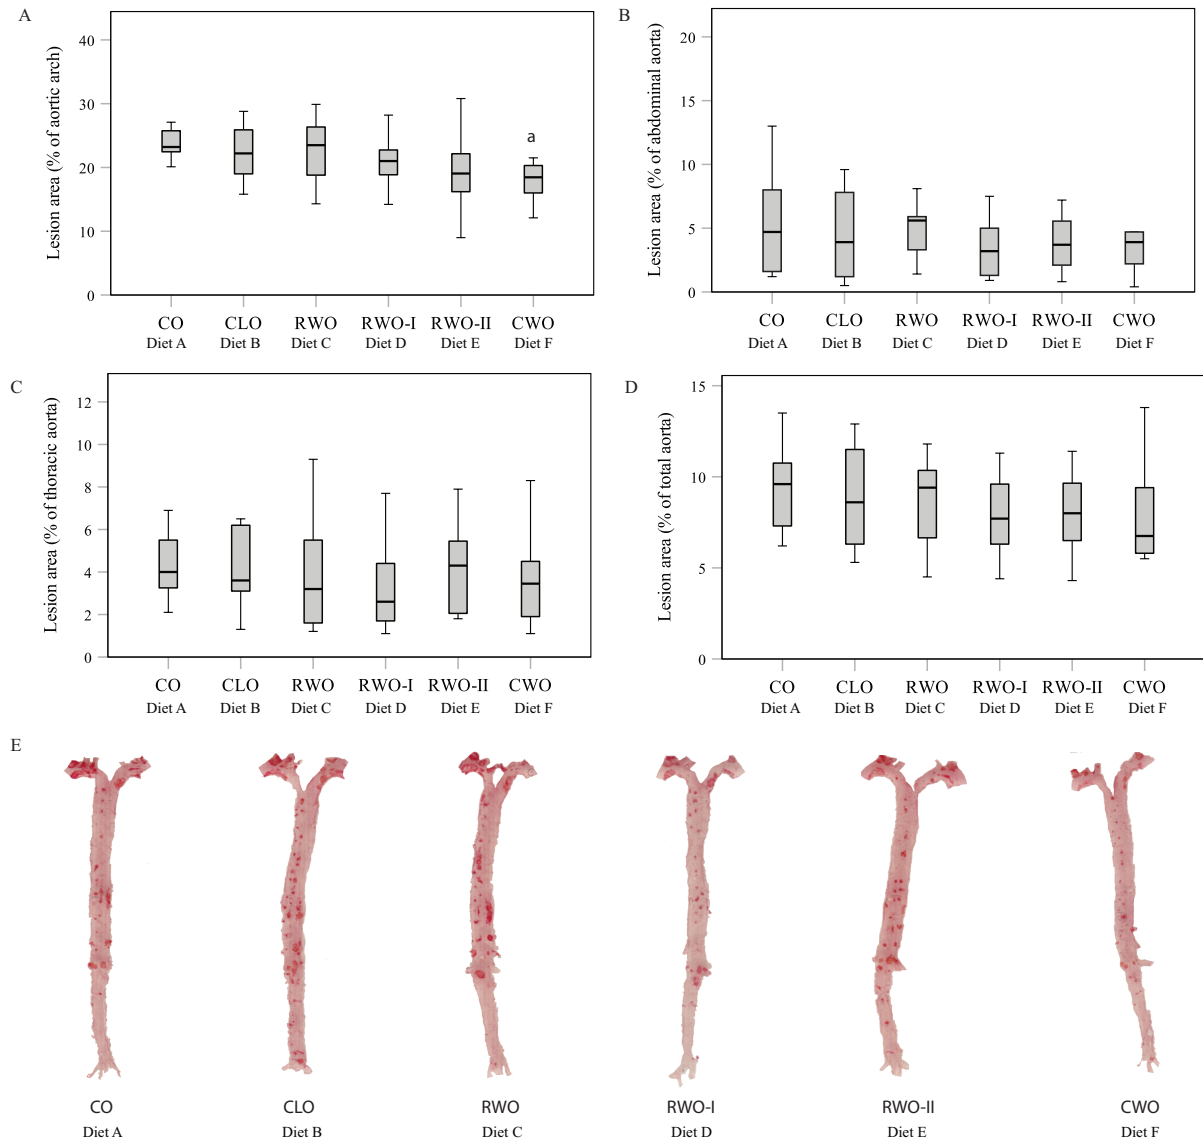 A
Lesion area (% of aortic arch)
40
30
20
10
0
a
CO CLO RWO RWO-I RWO-II CWO
Diet A Diet B Diet C Diet D Diet E Diet F
B
Lesion area (% of abdominal aorta)
20
15
10
5
0
CO CLO RWO RWO-I RWO-II CWO
Diet A Diet B Diet C Diet D Diet E Diet F
C
Lesion area (% of thoracic aorta)
12
10
8
6
4
2
0
CO CLO RWO RWO-I RWO-II CWO
Diet A Diet B Diet C Diet D Diet E Diet F
D
Lesion area (% of total aorta)
15
10
5
0
CO CLO RWO RWO-I RWO-II CWO
Diet A Diet B Diet C Diet D Diet E Diet F
E
CO CLO RWO RWO-I RWO-II CWO
Diet A Diet B Diet C Diet D Diet E Diet F